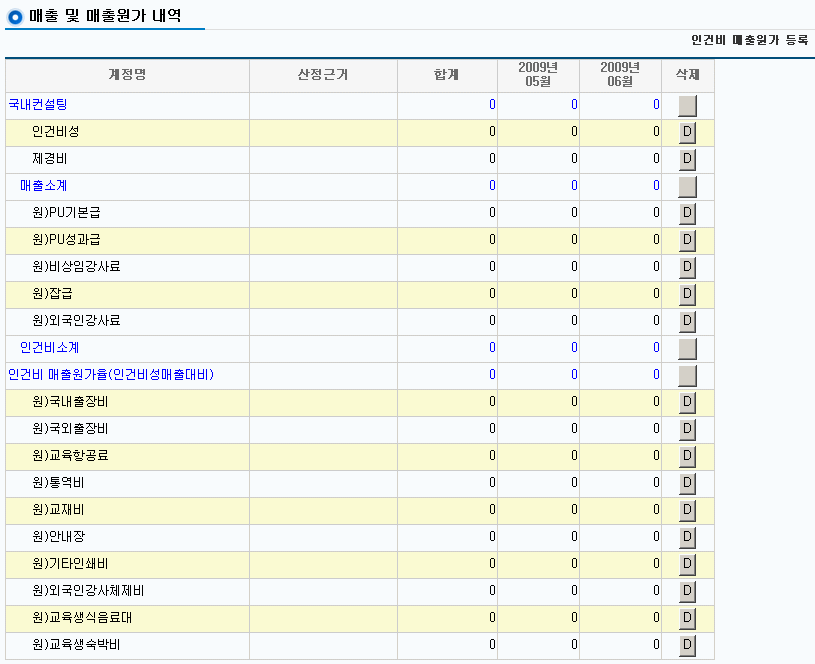 매출 및 매출원가 내역
인건비 매출원가 등록
계정명 산정근거 합계 2009년 05월 2009년 06월 삭제
국내컨설팅 0 0 0
인건비성 0 0 0 D
제경비 0 0 0 D
매출소계 0 0 0
원)PU기본급 0 0 0 D
원)PU성과급 0 0 0 D
원)비상임강사료 0 0 0 D
원)잡급 0 0 0 D
원)외국인강사료 0 0 0 D
인건비소계 0 0 0
인건비 매출원가율(인건비성매출대비) 0 0 0
원)국내출장비 0 0 0 D
원)국외출장비 0 0 0 D
원)교육항공료 0 0 0 D
원)통역비 0 0 0 D
원)교재비 0 0 0 D
원)안내장 0 0 0 D
원)기타인쇄비 0 0 0 D
원)외국인강사체제비 0 0 0 D
원)교육생식음료대 0 0 0 D
원)교육생숙박비 0 0 0 D